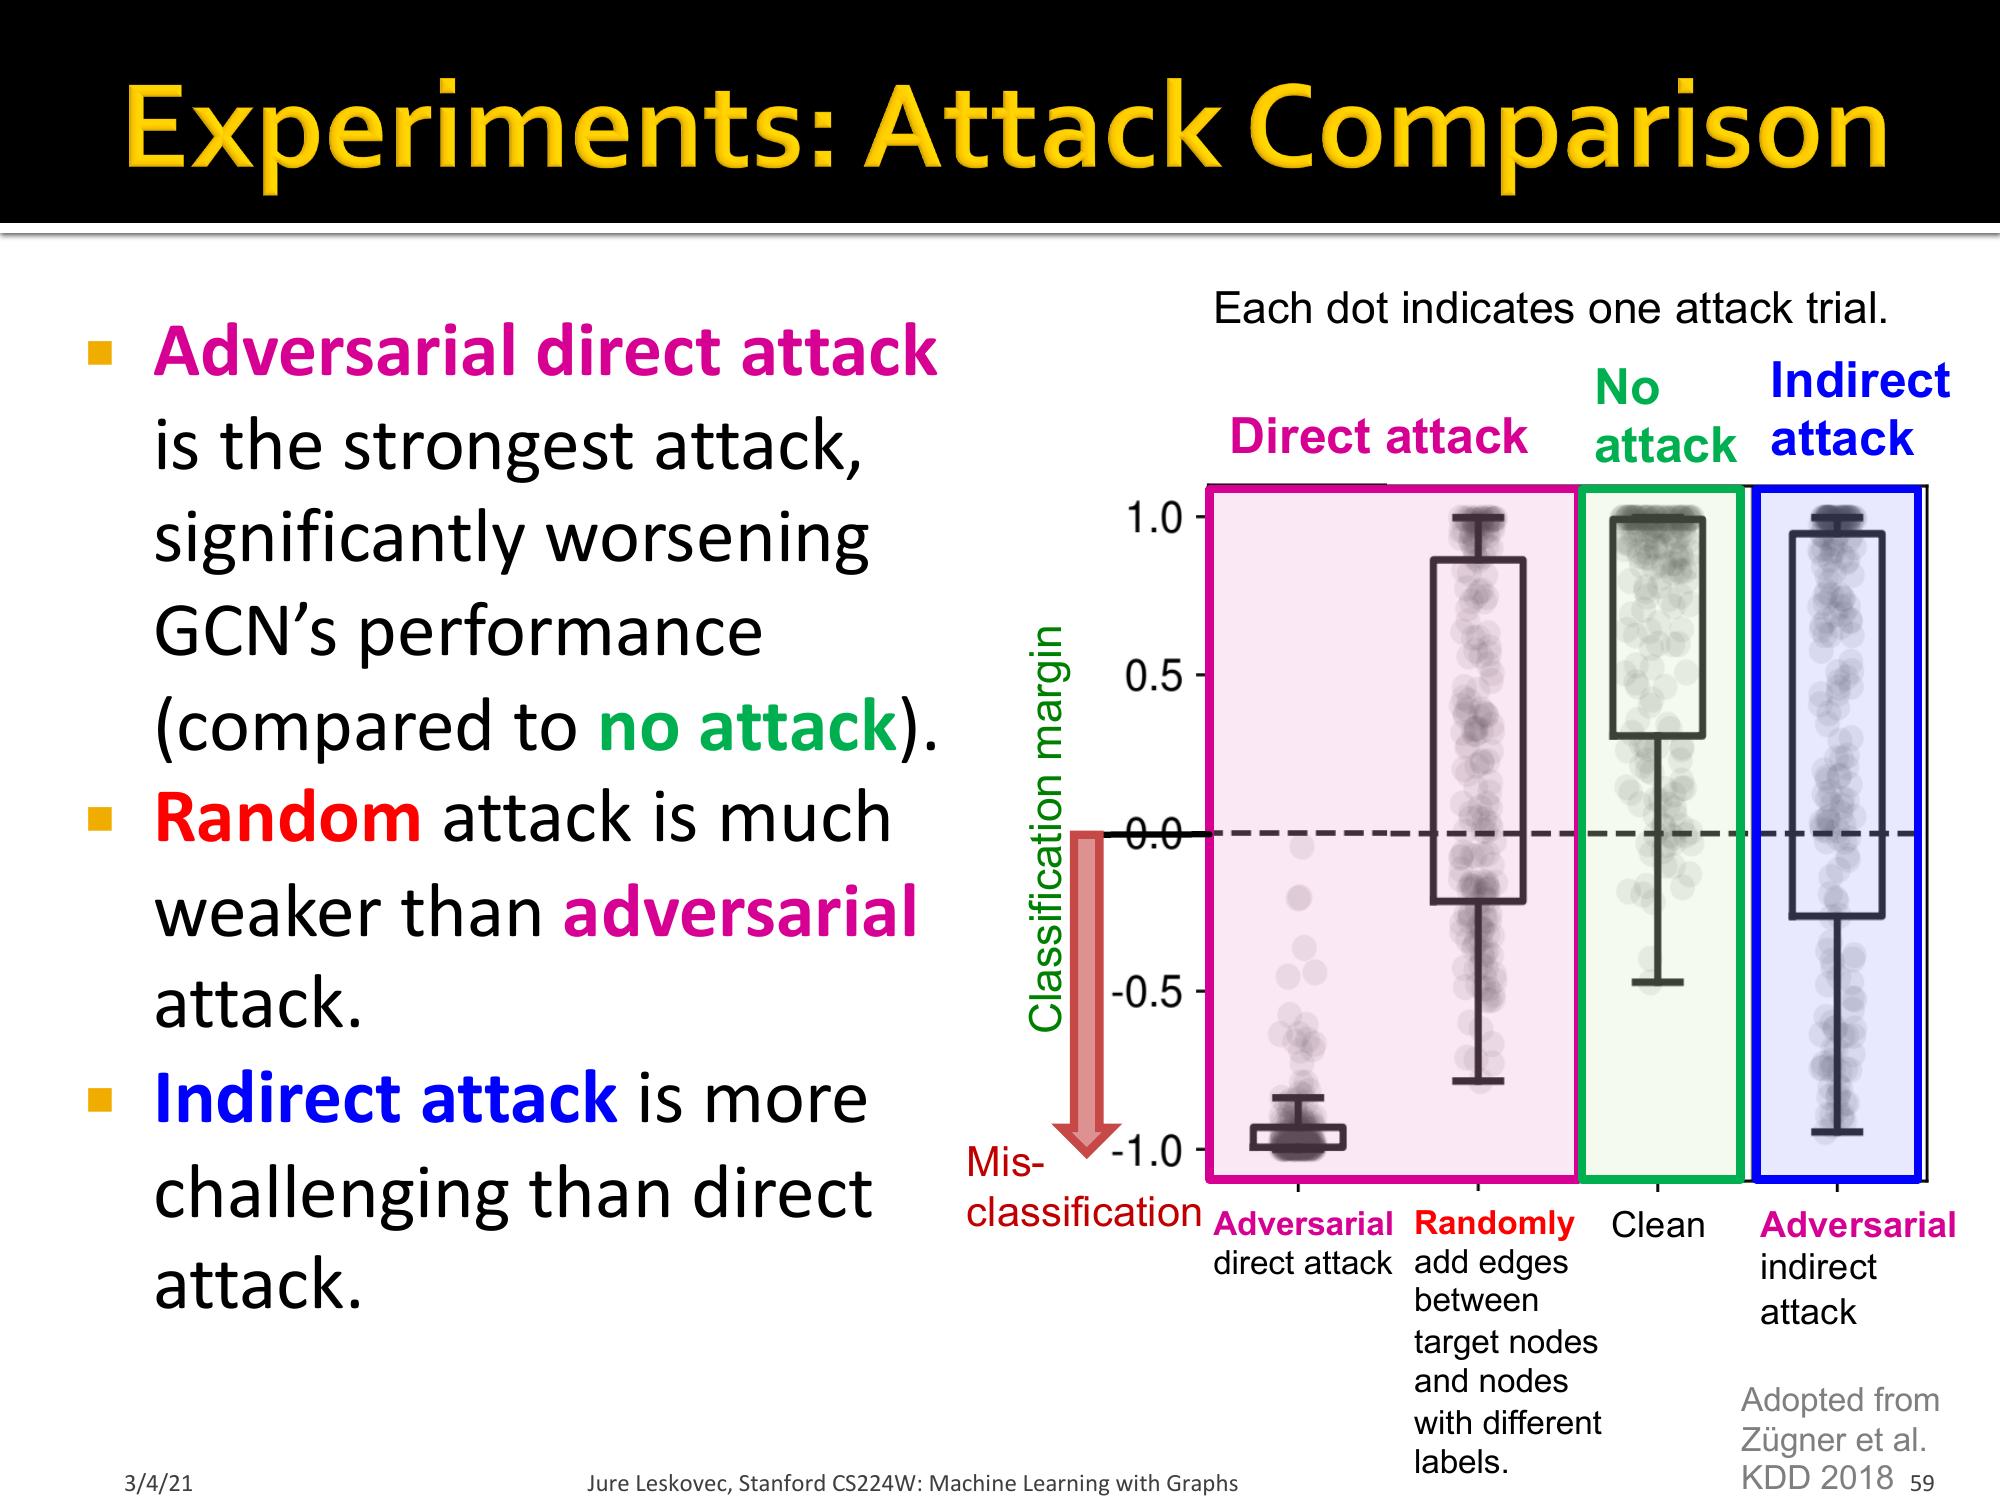 Experiments: Attack Comparison
Adversarial direct attack
is the strongest attack,
significantly worsening
GCN’s performance
(compared to no attack).
Random attack is much
weaker than adversarial
attack.
Indirect attack is more
challenging than direct
attack.
Each dot indicates one attack trial.
Direct attack
No
attack
Indirect
attack
Classification margin
1.0
0.5
0.0
-0.5
-1.0
Mis-
classification
Adversarial
direct attack
Randomly
add edges
between
target nodes
and nodes
with different
labels.
Clean
Adversarial
indirect
attack
Adopted from
Zügner et al.
KDD 2018
3/4/21
Jure Leskovec, Stanford CS224W: Machine Learning with Graphs
59